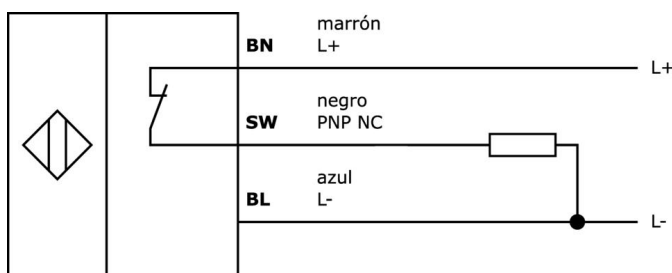 marrón
BN L+
L+
negro
SW PNP NC
azul
BL L-
L-